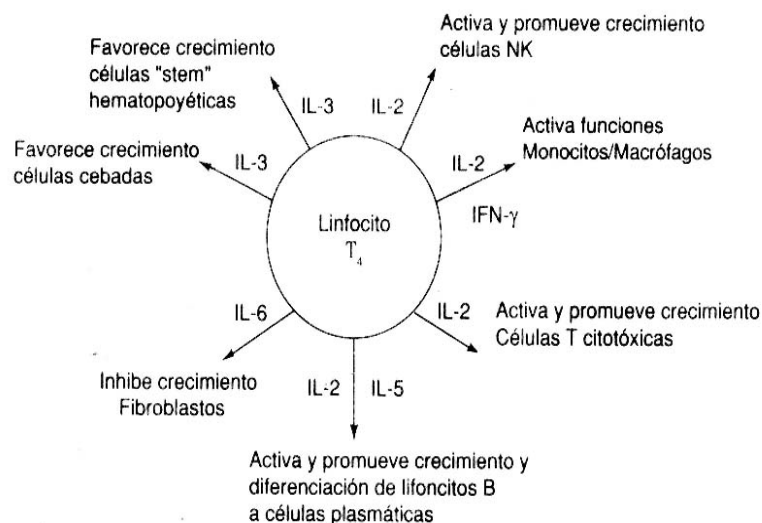 Activa y promueve crecimiento
células NK
Favorece crecimiento
células "stem"
hematopoyéticas
IL-3
IL-2
Activa funciones
Monocitos/Macrófagos
IL-2
IFN-γ
Favorece crecimiento
células cebadas
IL-3
Linfocito
T4
IL-6
Inhibe crecimiento
Fibroblastos
IL-2
Activa y promueve crecimiento
Células T citotóxicas
IL-2
IL-5
Activa y promueve crecimiento y
diferenciación de lifoncitos B
a células plasmáticas